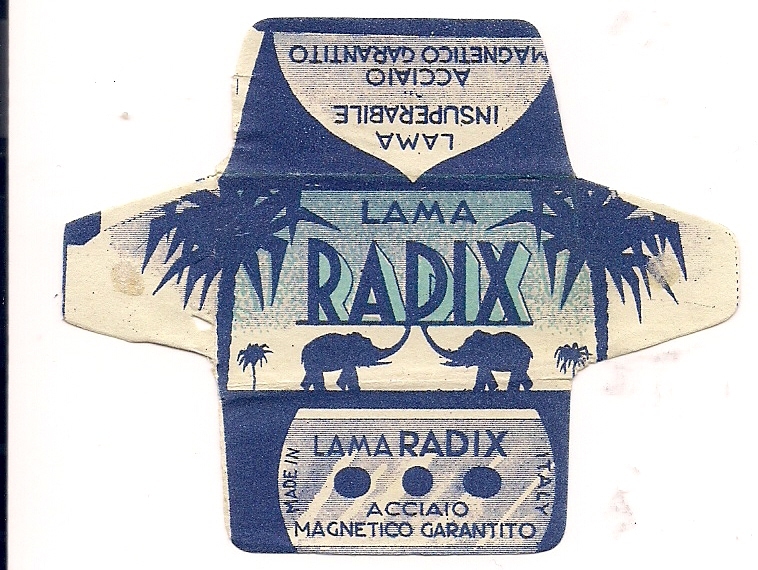 LAMA
INSUPERABILE
ACCIAIO
MAGNETICO GARANTITO
LAMA
RADIX
LAMA RADIX
MADE IN
ITALY
ACCIAIO
MAGNETICO GARANTITO